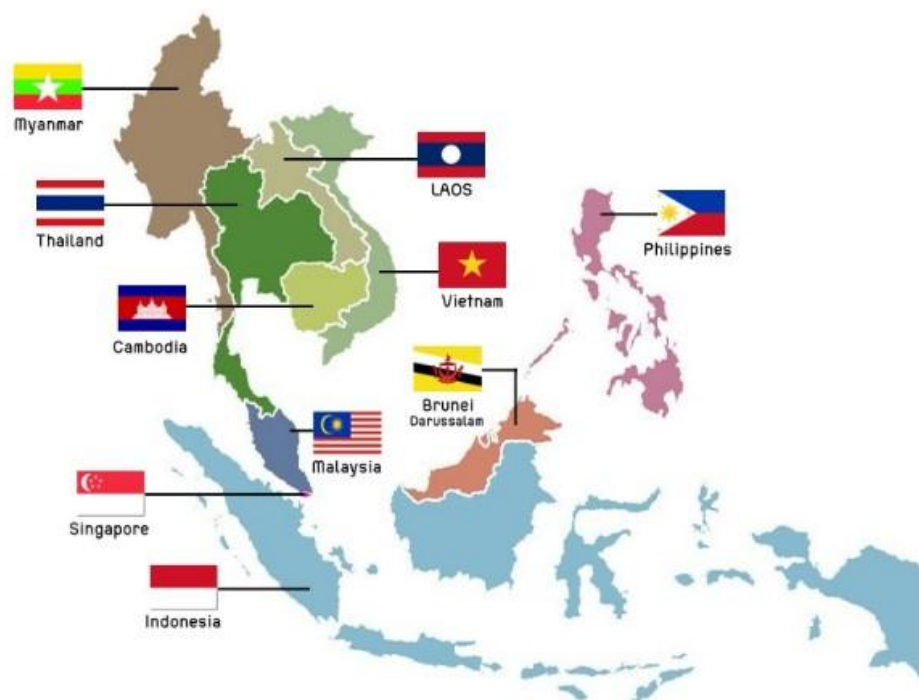 Myanmar
LAOS
Thailand
Philippines
Vietnam
Cambodia
Brunei
Darussalam
Malaysia
Singapore
Indonesia